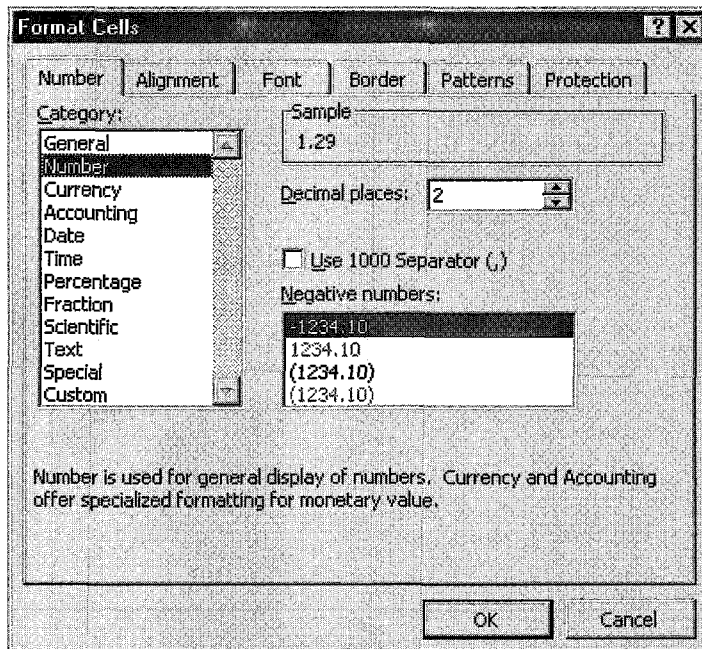 Format Cells
Number Alignment Font Border Patterns Protection
Category:
General
Number
Currency
Accounting
Date
Time
Percentage
Fraction
Scientific
Text
Special
Custom
Sample
1.29
Decimal places: 2
Use 1000 Separator (,)
Negative numbers:
-1234.10
1234.10
(1234.10)
(1234.10)
Number is used for general display of numbers. Currency and Accounting
offer specialized formatting for monetary value.
OK Cancel